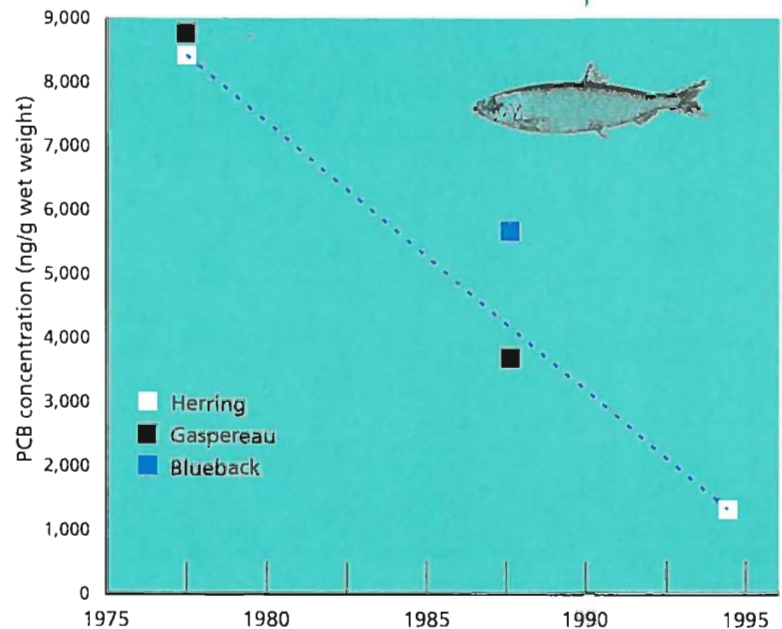 PCB concentration (ng/g wet weight)
9,000
8,000
7,000
6,000
5,000
4,000
3,000
2,000
1,000
0
Herring
Gaspereau
Blueback
1975 1980 1985 1990 1995